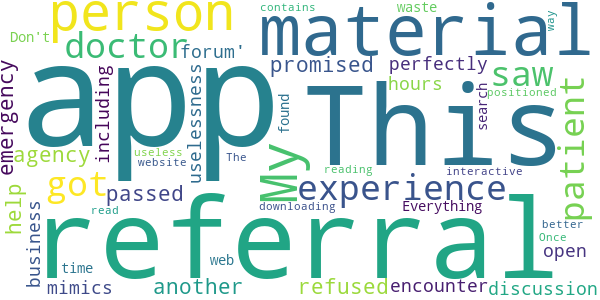 contains
waste
person
material
way
Don't
doctor
forum'
promised
perfectly
saw
app
This
emergency
including
uselessness
found
hours
search
positioned
patient
agency
useless
website
The
My
reading
interactive
got
passed
experience
help
downloading
Everything
business
read
referral
better
Once
web
open
time
mimics
another
refused
encounter
discussion